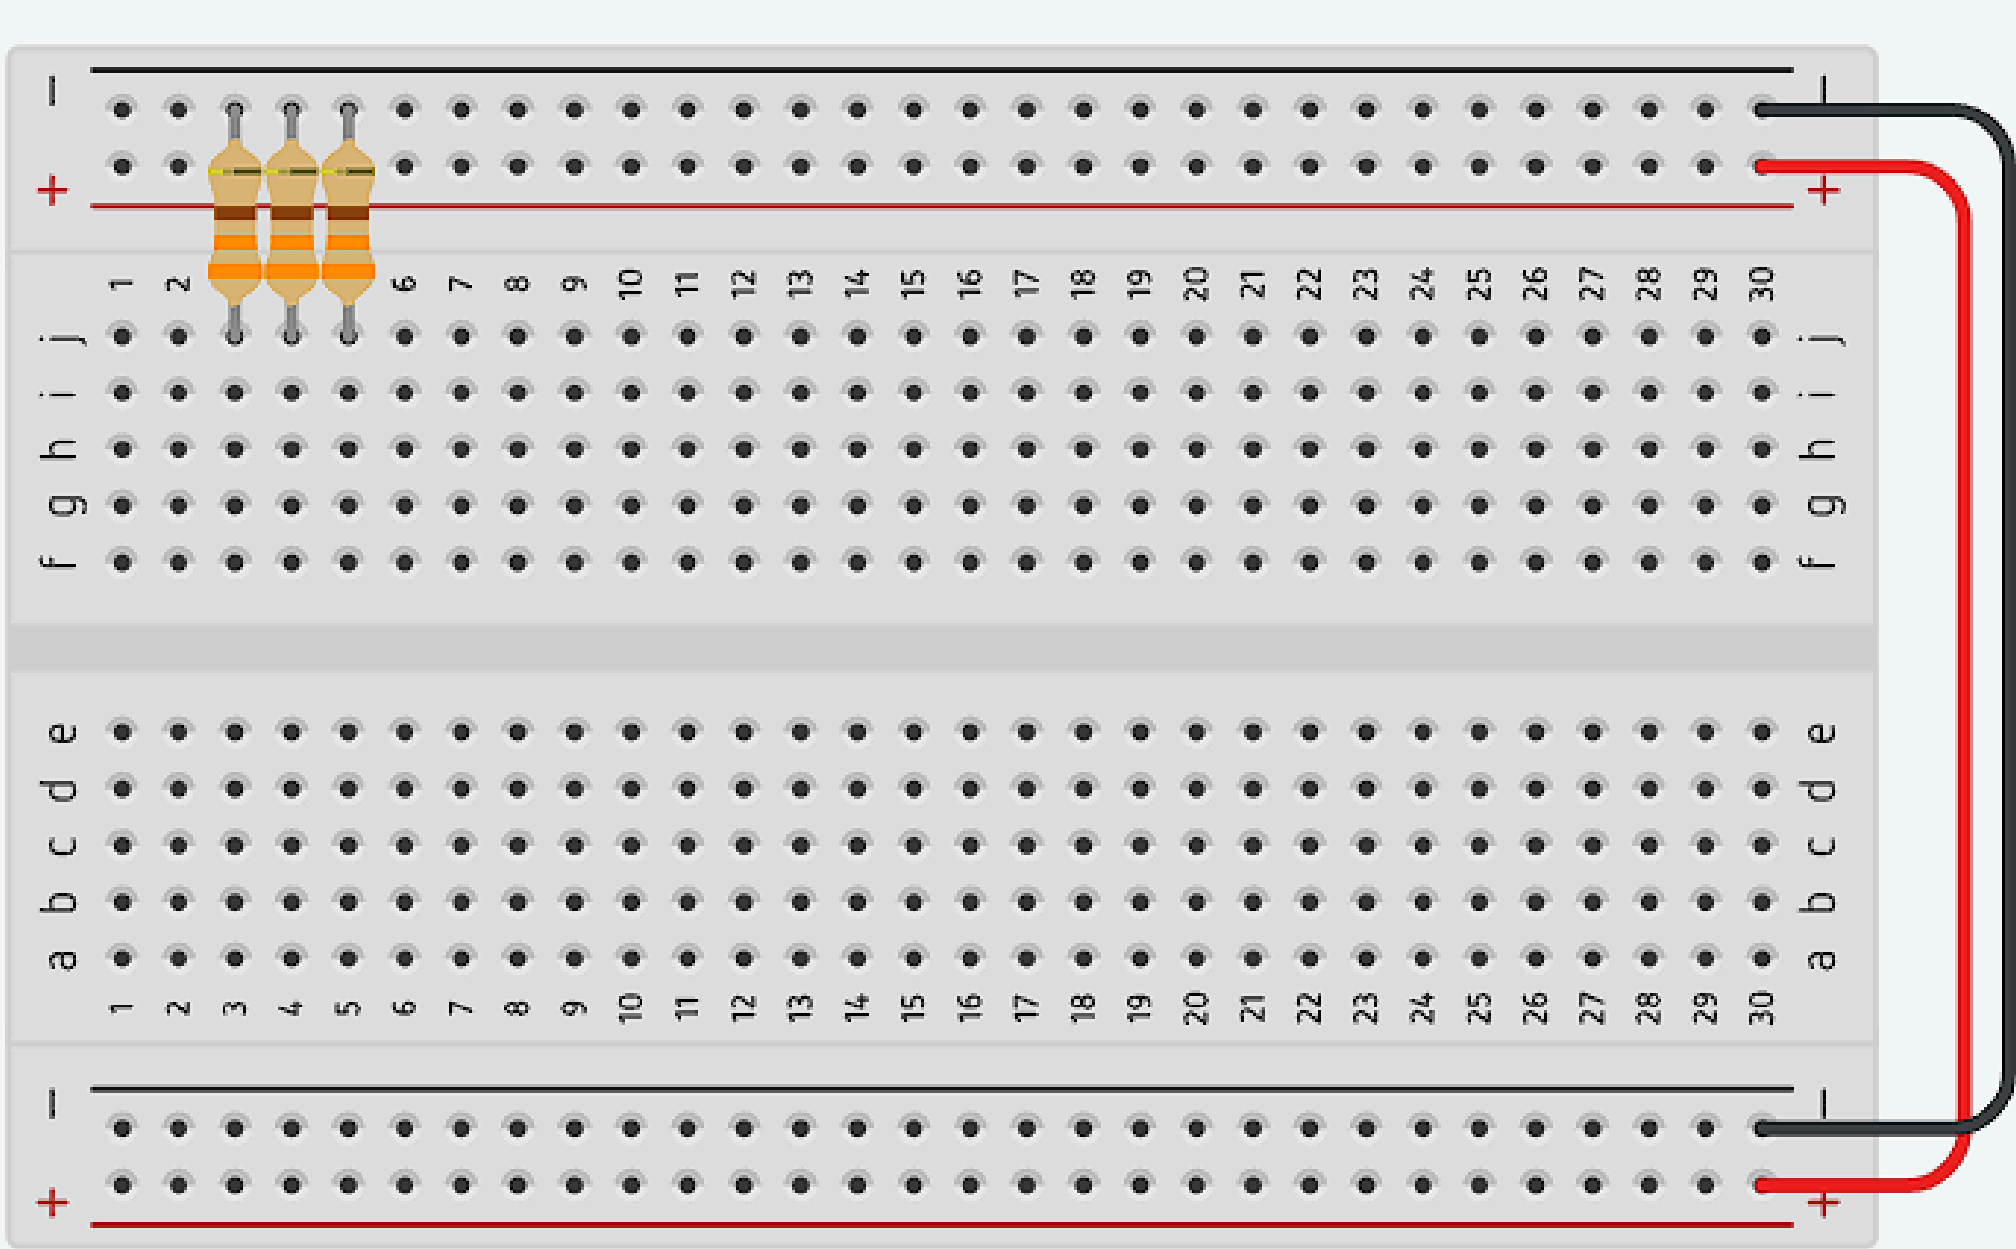 − −
+ +
1 2 6 7 8 9 10 11 12 13 14 15 16 17 18 19 20 21 22 23 24 25 26 27 28 29 30
j j
i i
h h
g g
f f
e e
d d
c c
b b
a a
1 2 3 4 5 6 7 8 9 10 11 12 13 14 15 16 17 18 19 20 21 22 23 24 25 26 27 28 29 30
− −
+ +